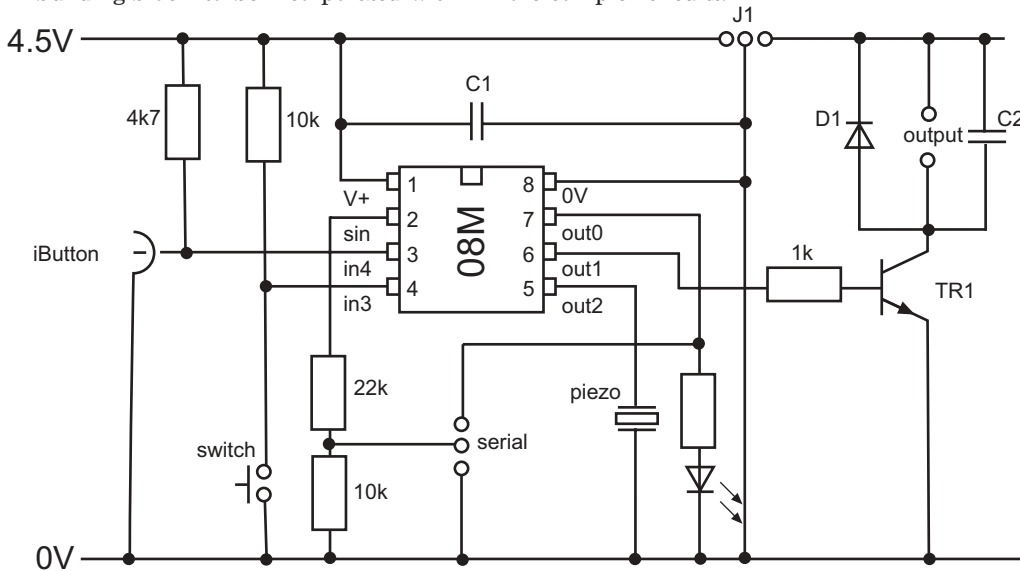 J1
4.5V
C1
4k7
10k
D1
output
C2
1
8
V+
0V
2
7
sin
out0
08M
iButton
3
6
in4
out1
1k
4
5
in3
out2
TR1
22k
piezo
switch
serial
10k
0V